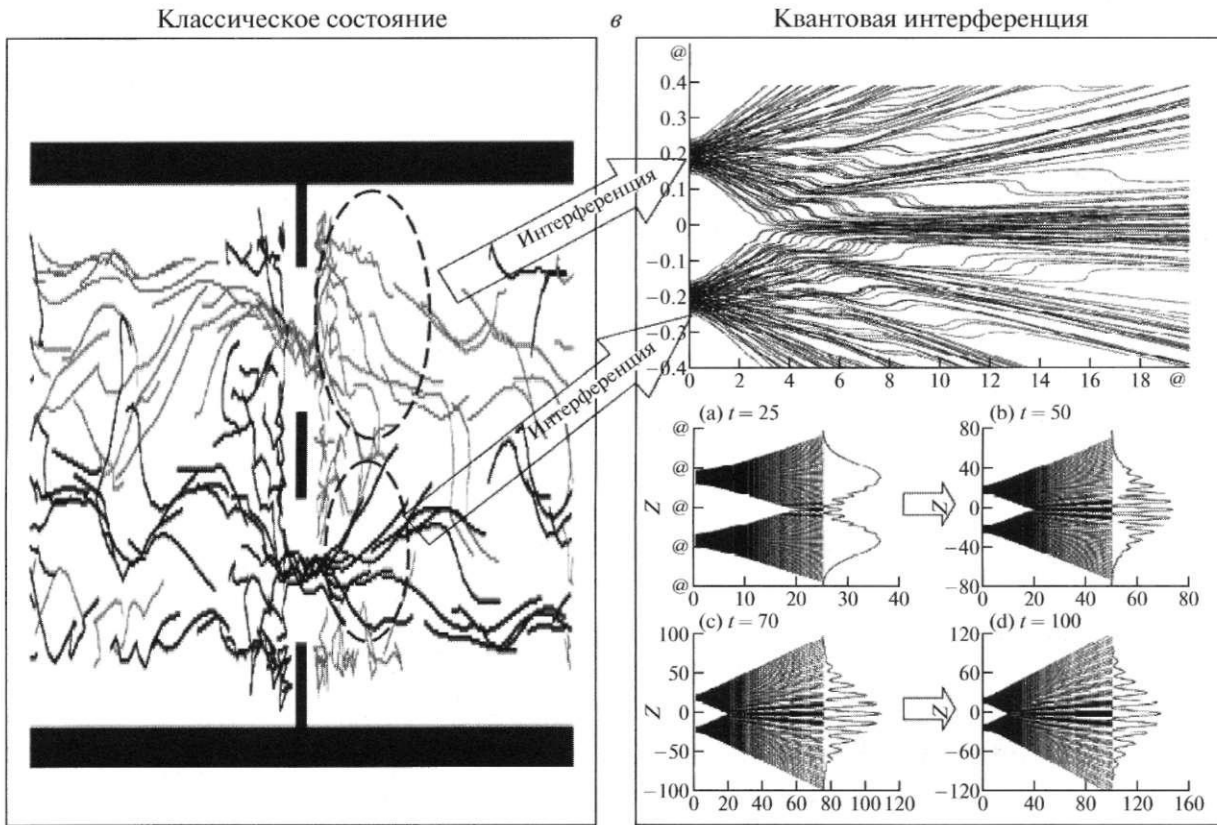 Классическое состояние
в
Квантовая интерференция
Интерференция
Интерференция
@
0.4
0.3
0.2
0.1
0
−0.1
−0.2
−0.3
−0.4
0 2 4 6 8 10 12 14 16 18 @
(a) t = 25
@
@
@
@
@
Z
0 10 20 30 40
(b) t = 50
80
40
0
−40
−80
Z
0 20 40 60 80
(c) t = 70
100
50
0
−50
−100
Z
0 20 40 60 80 100 120
(d) t = 100
120
60
0
−60
−120
Z
0 40 80 120 160